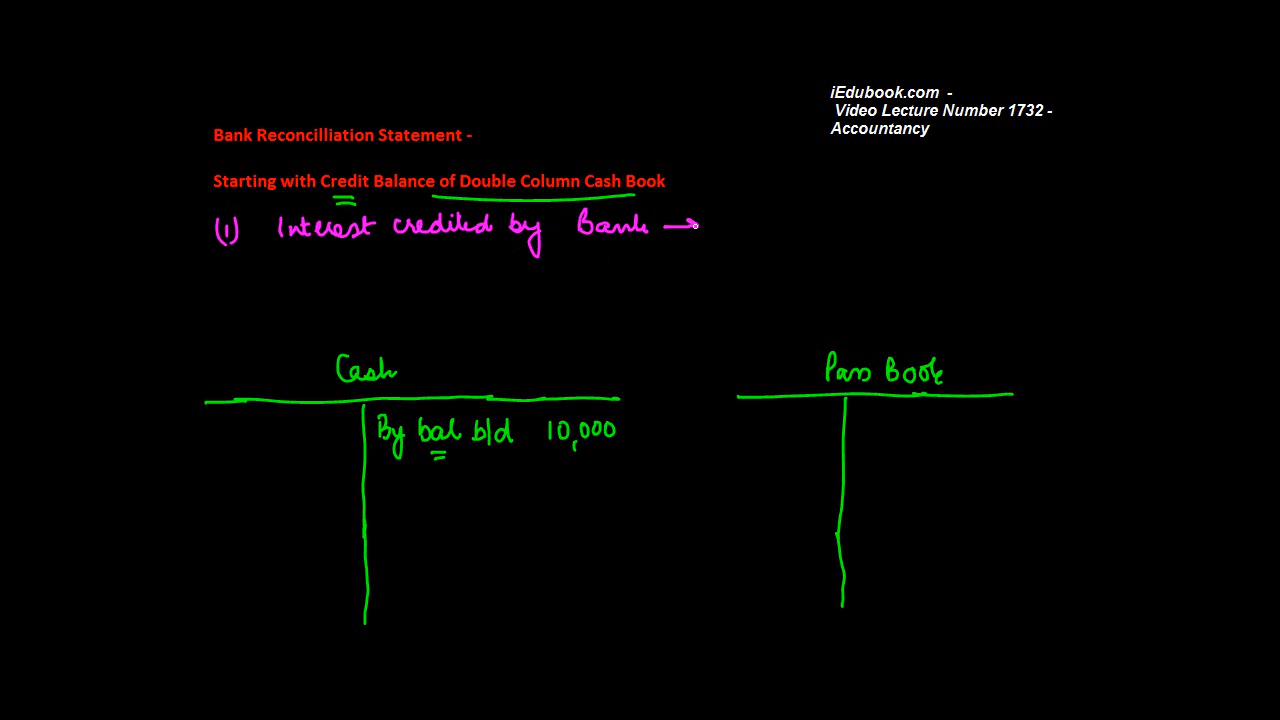 iEdubook.com -
Video Lecture Number 1732 -
Accountancy
Bank Reconcilliation Statement -
Starting with Credit Balance of Double Column Cash Book
(1) Interest credited by Bank →
Cash
By bal b/d 10,000
Pass Book